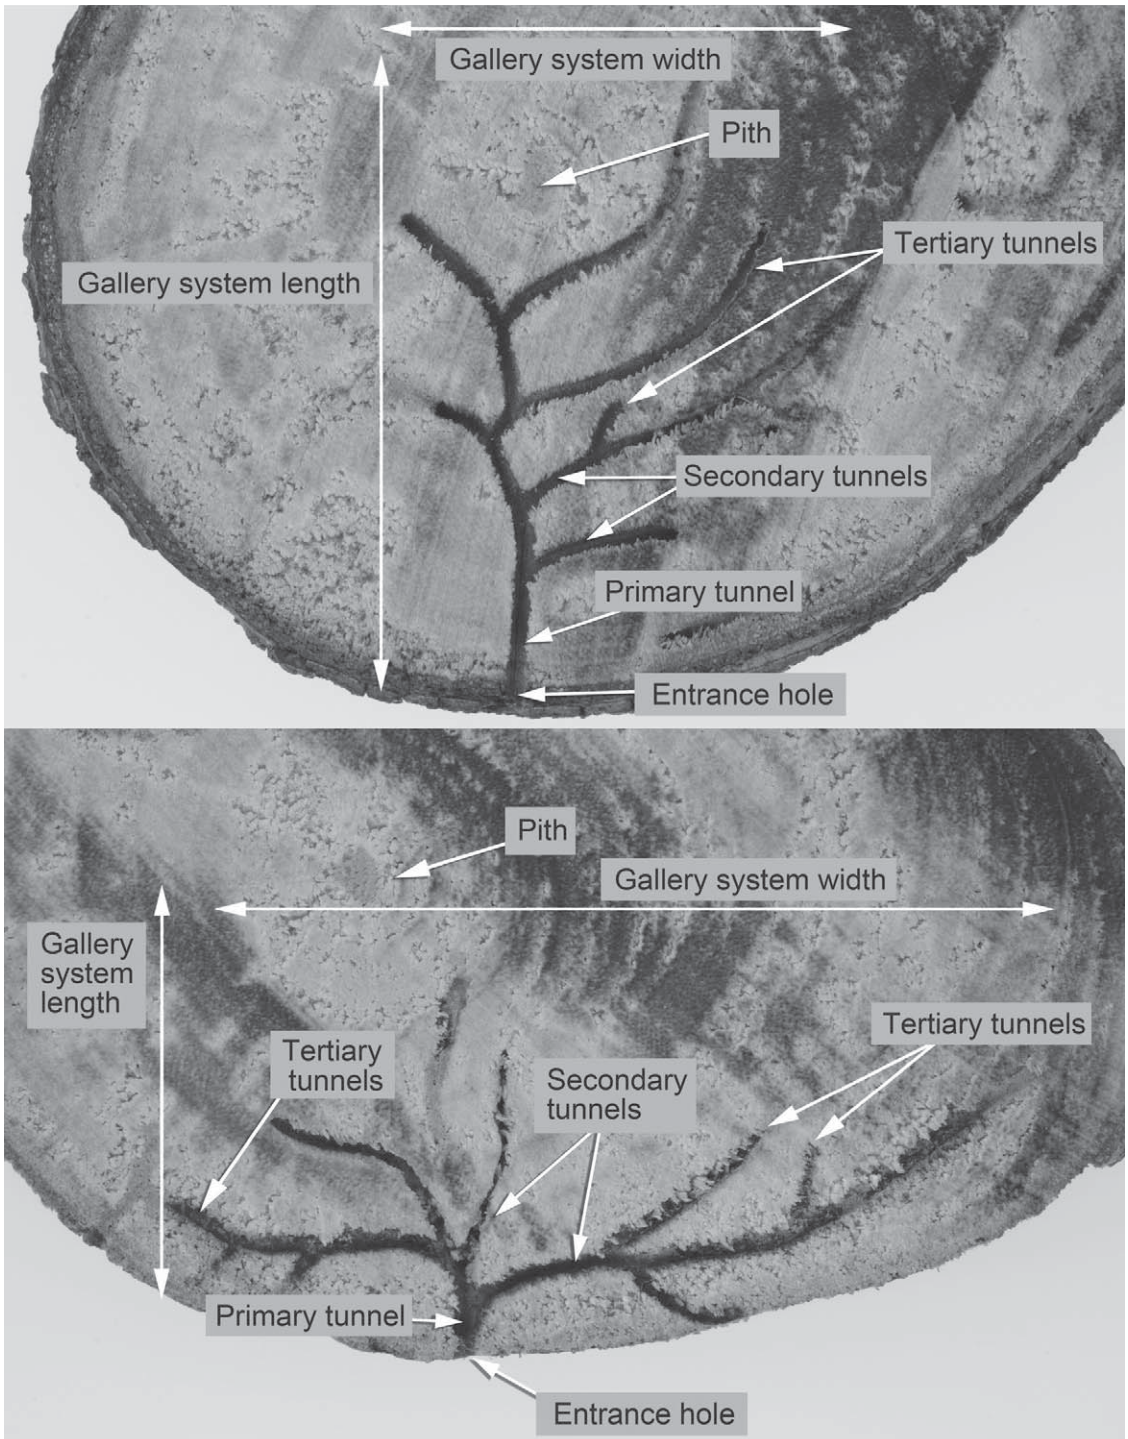 Gallery system width
Pith
Tertiary tunnels
Gallery system length
Secondary tunnels
Primary tunnel
Entrance hole
Pith
Gallery system width
Gallery
system
length
Tertiary tunnels
Tertiary
tunnels
Secondary
tunnels
Primary tunnel
Entrance hole